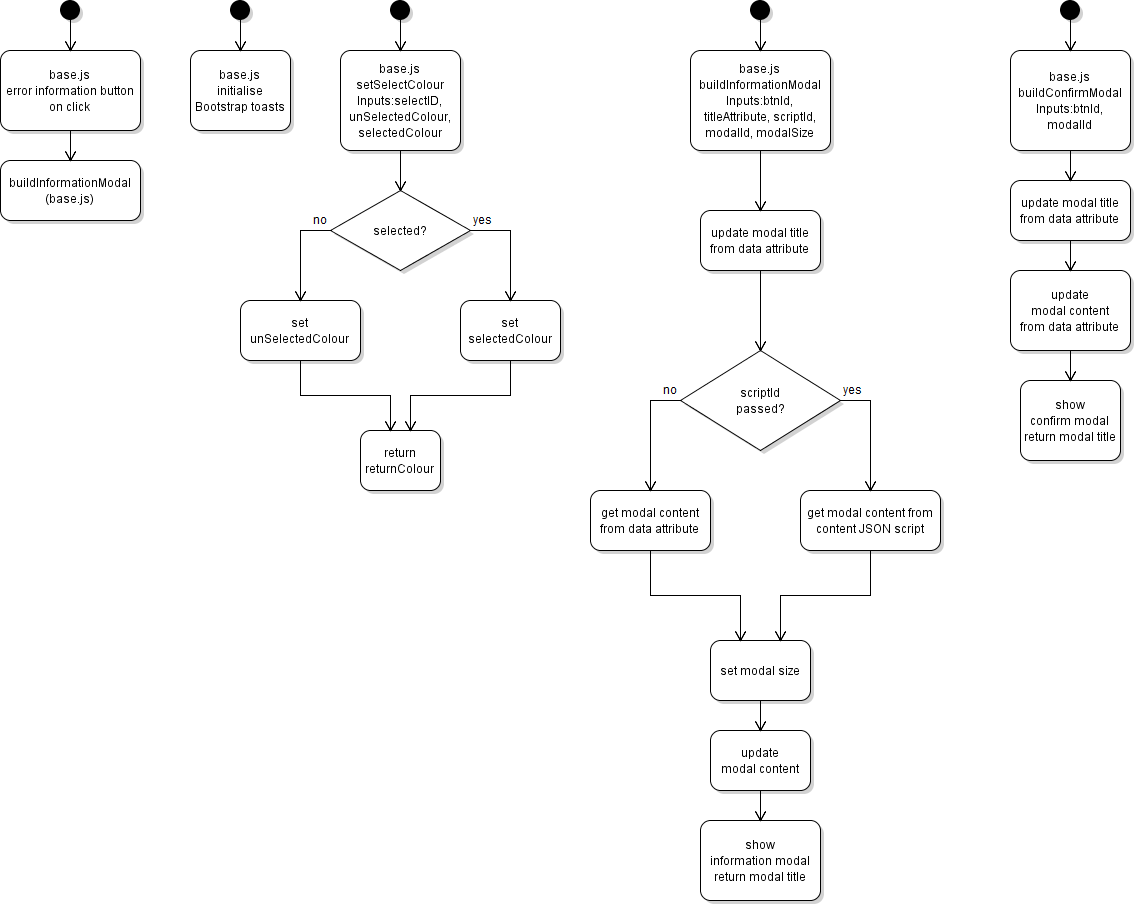 base.js
error information button
on click
buildInformationModal
(base.js)
base.js
initialise
Bootstrap toasts
base.js
setSelectColour
Inputs:selectID,
unSelectedColour,
selectedColour
selected?
no
yes
set
unSelectedColour
set
selectedColour
return
returnColour
base.js
buildInformationModal
Inputs:btnId,
titleAttribute, scriptId,
modalId, modalSize
update modal title
from data attribute
scriptId
passed?
no
yes
get modal content
from data attribute
get modal content from
content JSON script
set modal size
update
modal content
show
information modal
return modal title
base.js
buildConfirmModal
Inputs:btnId,
modalId
update modal title
from data attribute
update
modal content
from data attribute
show
confirm modal
return modal title